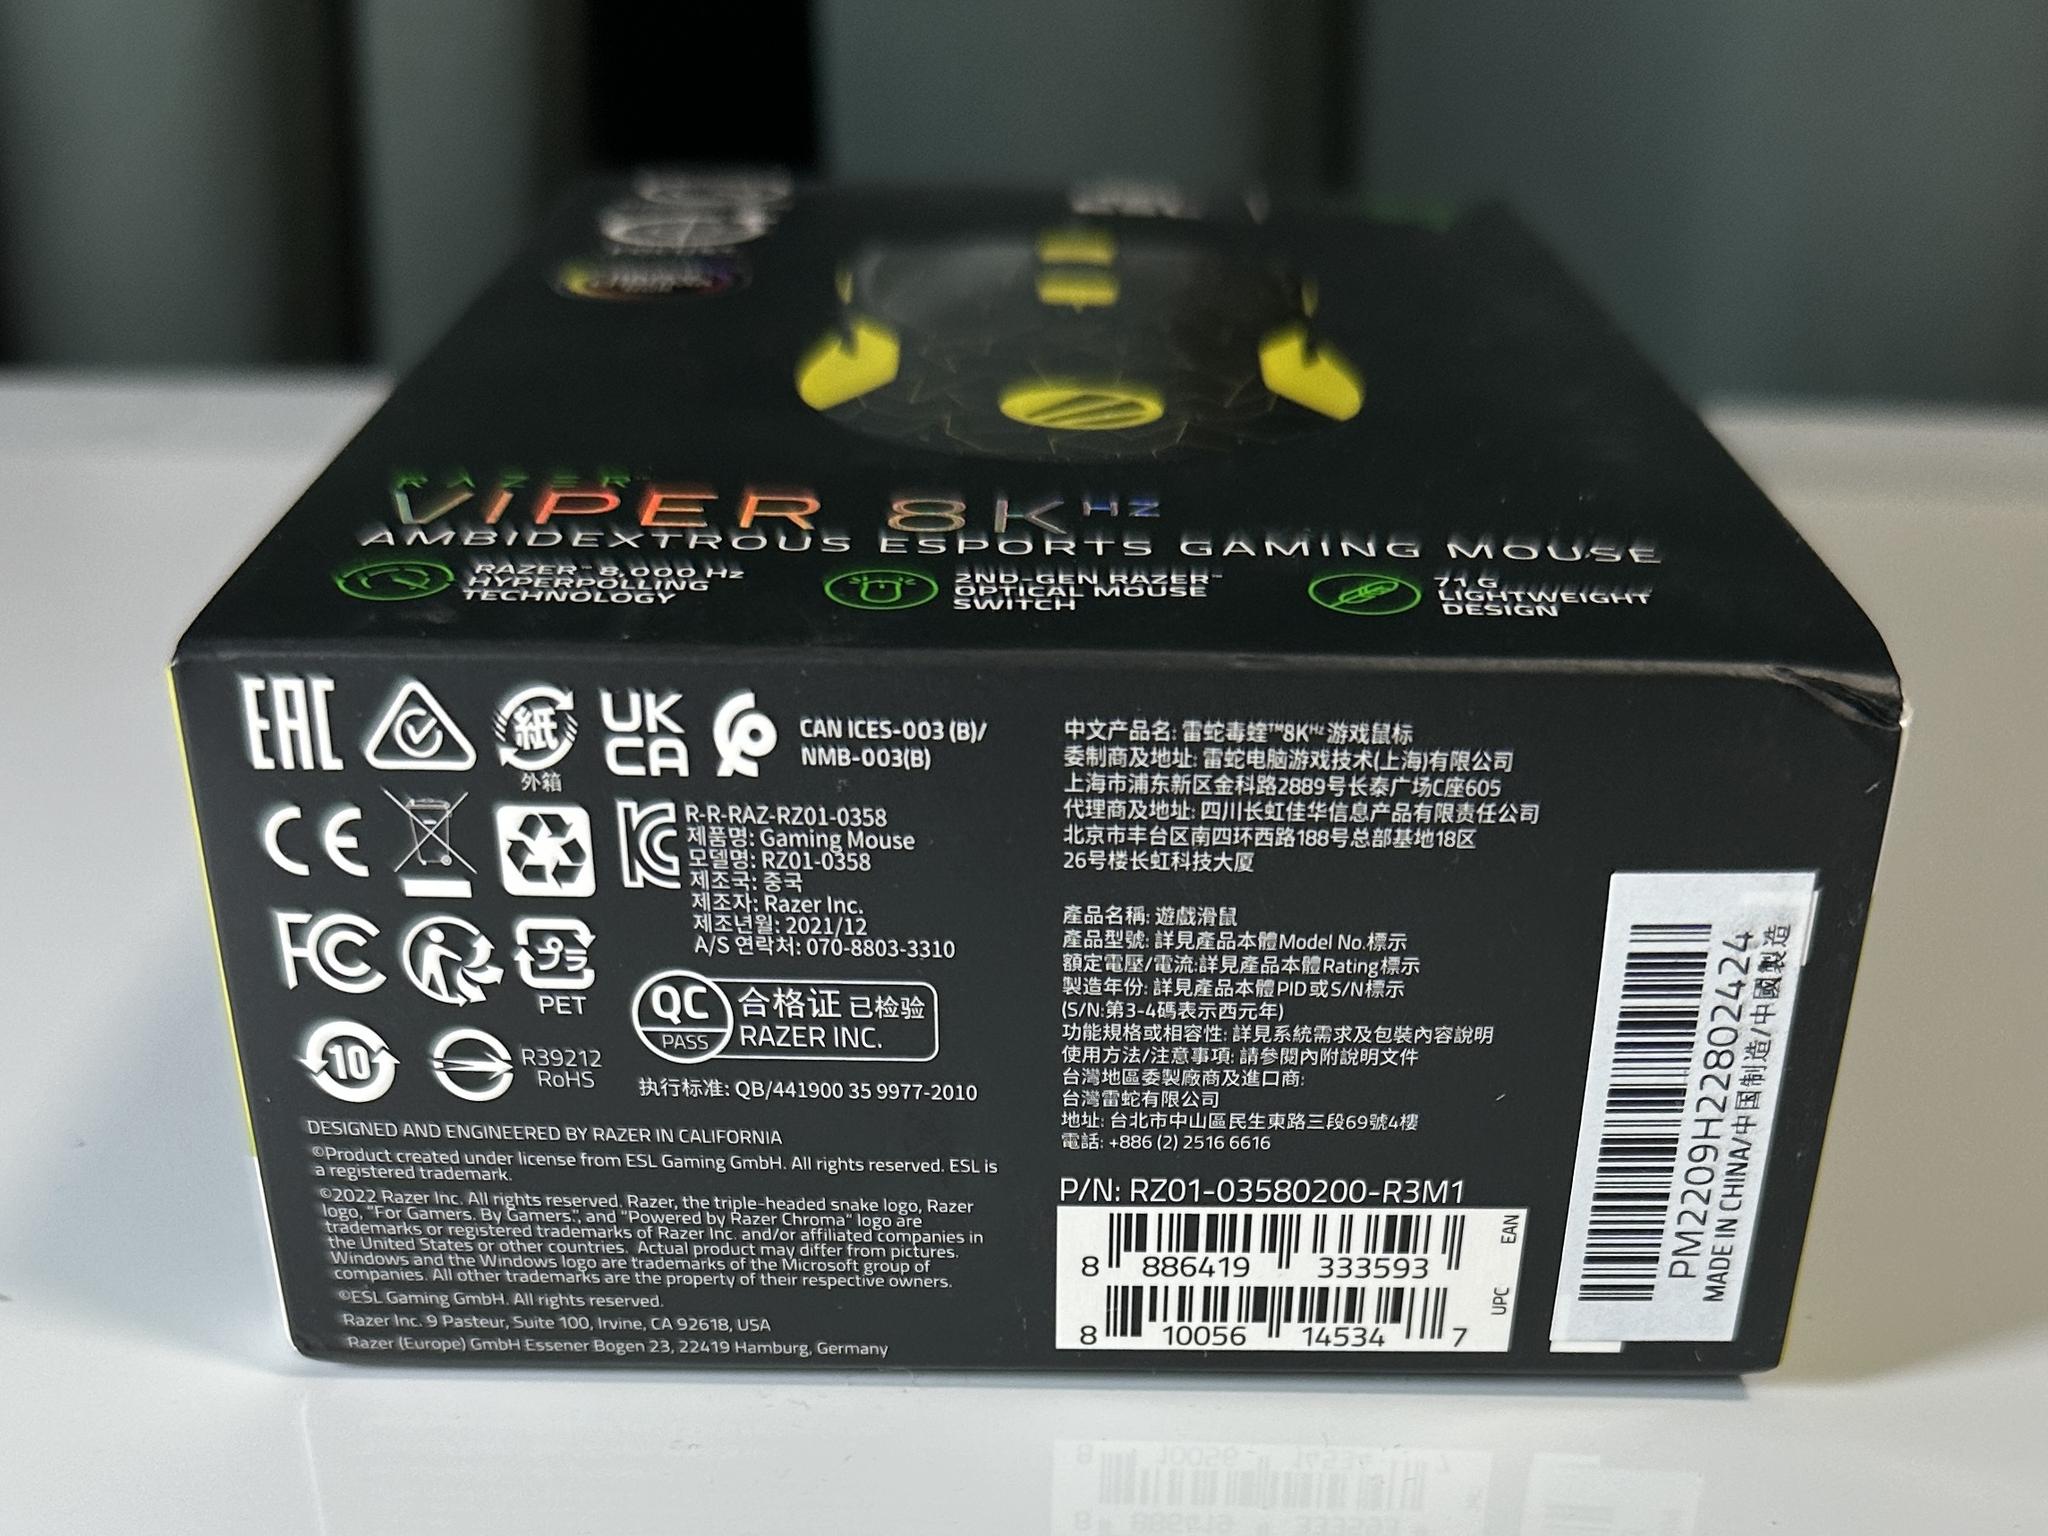 RAZER™
VIPER 8KHZ
AMBIDEXTROUS ESPORTS GAMING MOUSE
RAZER™ 8,000 Hz
HYPERPOLLING
TECHNOLOGY
2ND-GEN RAZER™
OPTICAL MOUSE
SWITCH
71 G
LIGHTWEIGHT
DESIGN
EAC
紙
外箱
UK
CA
CAN ICES-003 (B)/
NMB-003(B)
CE
R-R-RAZ-RZ01-0358
제품명: Gaming Mouse
모델명: RZ01-0358
제조국: 중국
제조자: Razer Inc.
제조년월: 2021/12
A/S 연락처: 070-8803-3310
FC
プラ
PET
QC
PASS
合格证 已检验
RAZER INC.
10
R39212
RoHS
执行标准: QB/441900 35 9977-2010
DESIGNED AND ENGINEERED BY RAZER IN CALIFORNIA
©Product created under license from ESL Gaming GmbH. All rights reserved. ESL is
a registered trademark.
©2022 Razer Inc. All rights reserved. Razer, the triple-headed snake logo, Razer
logo, "For Gamers. By Gamers.", and "Powered by Razer Chroma" logo are
trademarks or registered trademarks of Razer Inc. and/or affiliated companies in
the United States or other countries. Actual product may differ from pictures.
Windows and the Windows logo are trademarks of the Microsoft group of
companies. All other trademarks are the property of their respective owners.
©ESL Gaming GmbH. All rights reserved.
Razer Inc. 9 Pasteur, Suite 100, Irvine, CA 92618, USA
Razer (Europe) GmbH Essener Bogen 23, 22419 Hamburg, Germany
中文产品名: 雷蛇毒蝰™8KHz游戏鼠标
委制商及地址: 雷蛇电脑游戏技术(上海)有限公司
上海市浦东新区金科路2889号长泰广场C座605
代理商及地址: 四川长虹佳华信息产品有限责任公司
北京市丰台区南四环西路188号总部基地18区
26号楼长虹科技大厦
產品名稱: 遊戲滑鼠
產品型號: 詳見產品本體Model No.標示
額定電壓/電流:詳見產品本體Rating標示
製造年份: 詳見產品本體PID或S/N標示
(S/N:第3-4碼表示西元年)
功能規格或相容性: 詳見系統需求及包裝內容說明
使用方法/注意事項: 請參閱內附說明文件
台灣地區委製廠商及進口商:
台灣雷蛇有限公司
地址: 台北市中山區民生東路三段69號4樓
電話: +886 (2) 2516 6616
P/N: RZ01-03580200-R3M1
8 886419 333593
EAN
8 10056 14534 7
UPC
PM2209H22802424
MADE IN CHINA/中国制造/中國製造